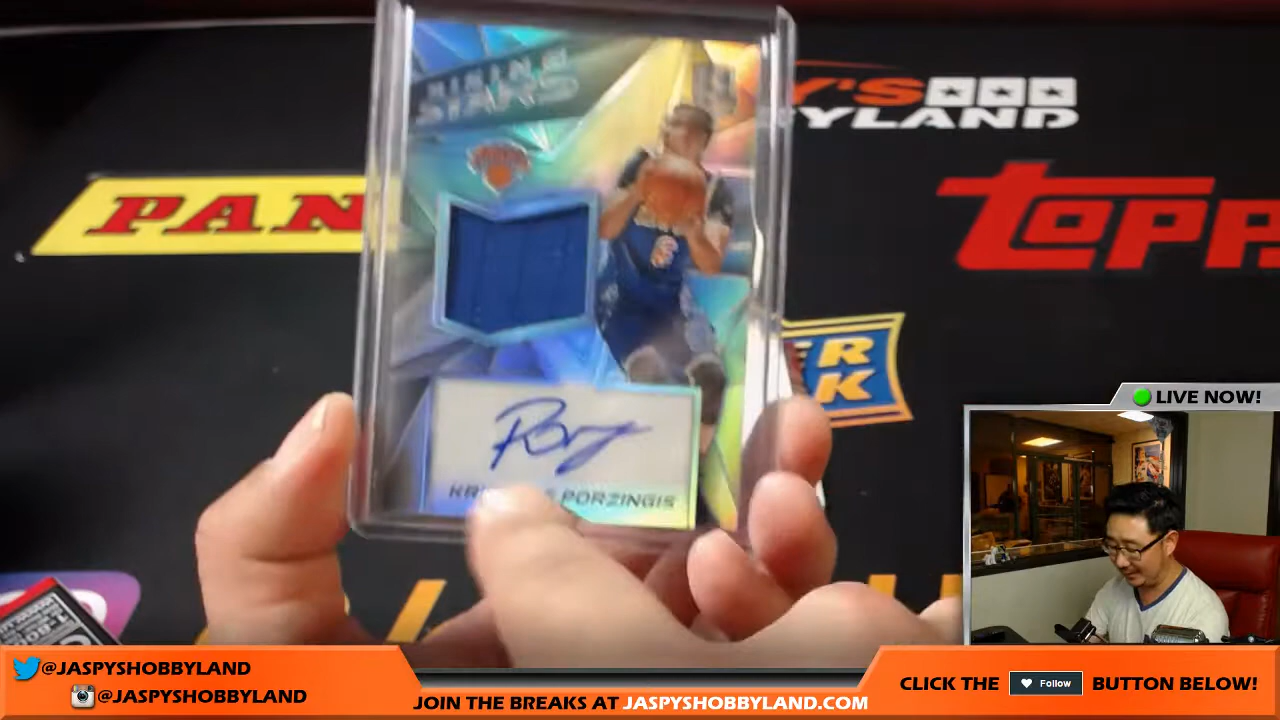 RISING
STARS
PORZINGIS
LIVE NOW!
@JASPYSHOBBYLAND
@JASPYSHOBBYLAND
JOIN THE BREAKS AT JASPYSHOBBYLAND.COM
CLICK THE Follow BUTTON BELOW!
PAN
'S
YLAND
TOPP
ER
K